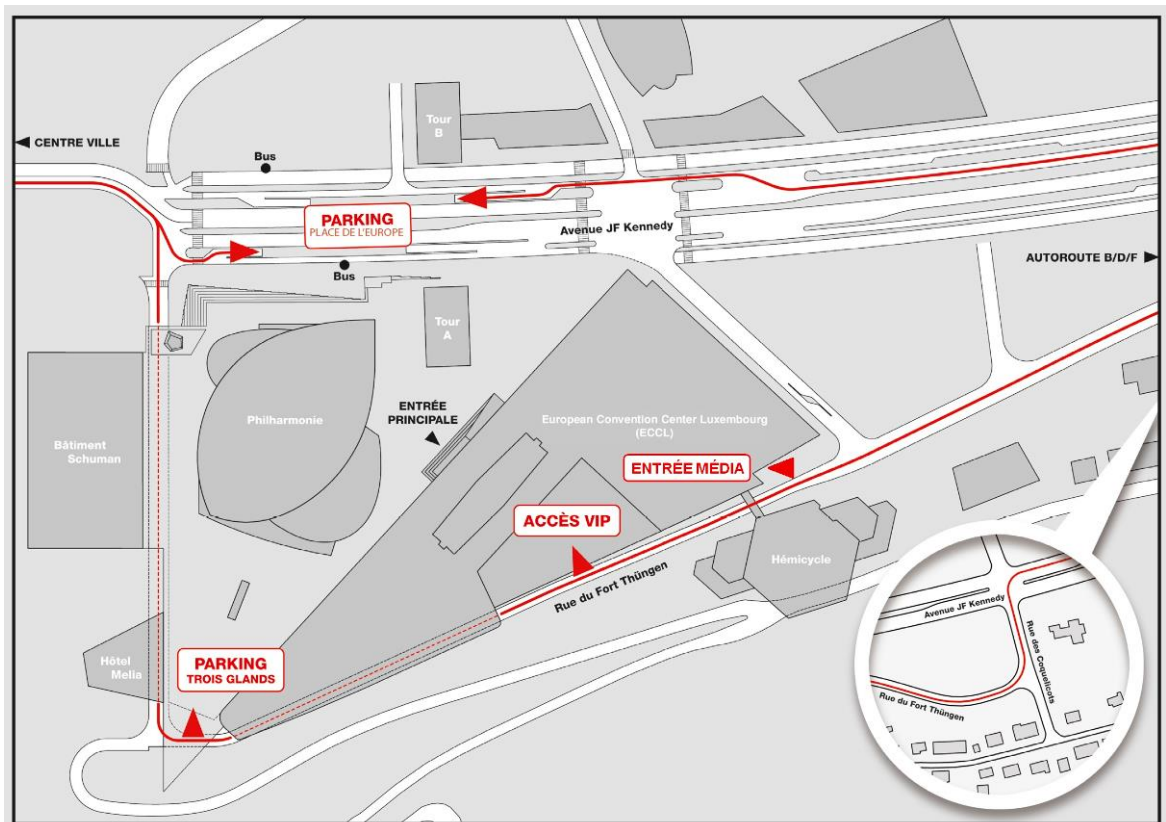 Tour
B
CENTRE VILLE
Bus
PARKING
PLACE DE L'EUROPE
Avenue JF Kennedy
AUTOROUTE B/D/F
Bus
Tour
A
ENTRÉE
PRINCIPALE
Philharmonie
European Convention Center Luxembourg
(ECCL)
Bâtiment
Schuman
ENTRÉE MÉDIA
ACCÈS VIP
Hémicycle
Rue du Fort Thüngen
Hôtel
Melia
PARKING
TROIS GLANDS
Avenue JF Kennedy
Rue des Coquelicots
Rue du Fort Thüngen